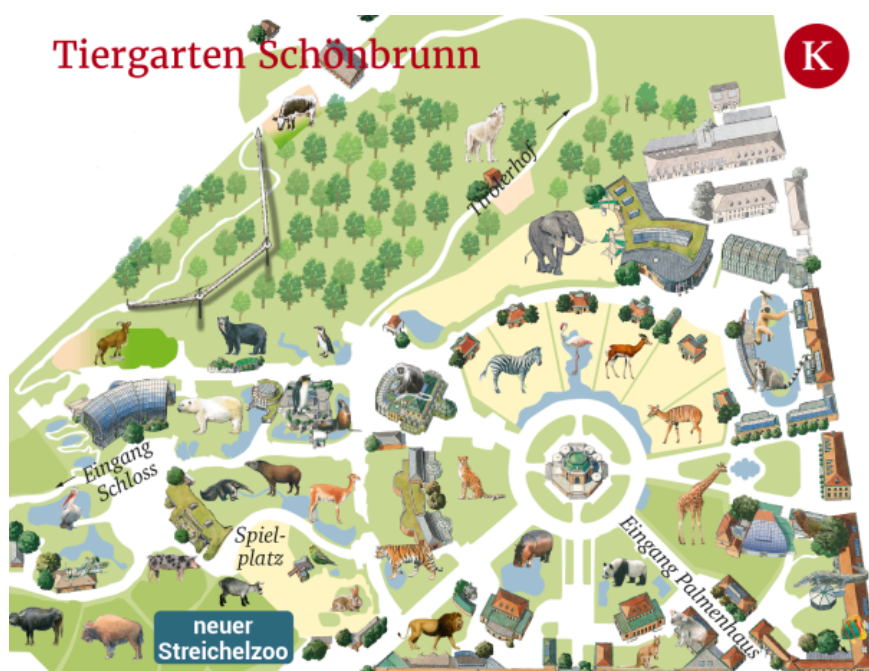 Tiergarten Schönbrunn
K
Tirolerhof
Eingang
Schloss
Spiel-
platz
Eingang Palmenhaus
neuer
Streichelzoo